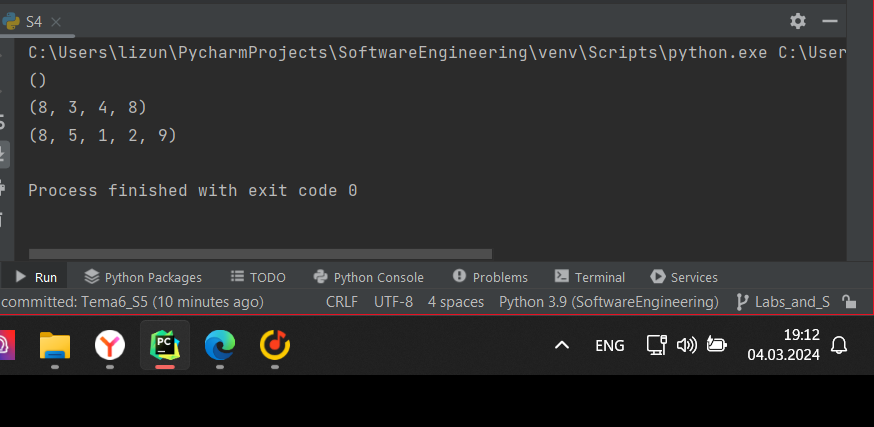 S4
C:\Users\lizun\PycharmProjects\SoftwareEngineering\venv\Scripts\python.exe C:\User
()
(8, 3, 4, 8)
(8, 5, 1, 2, 9)
Process finished with exit code 0
Run Python Packages TODO Python Console Problems Terminal Services
committed: Tema6_S5 (10 minutes ago) CRLF UTF-8 4 spaces Python 3.9 (SoftwareEngineering) Labs_and_S
PC ENG 19:12
04.03.2024